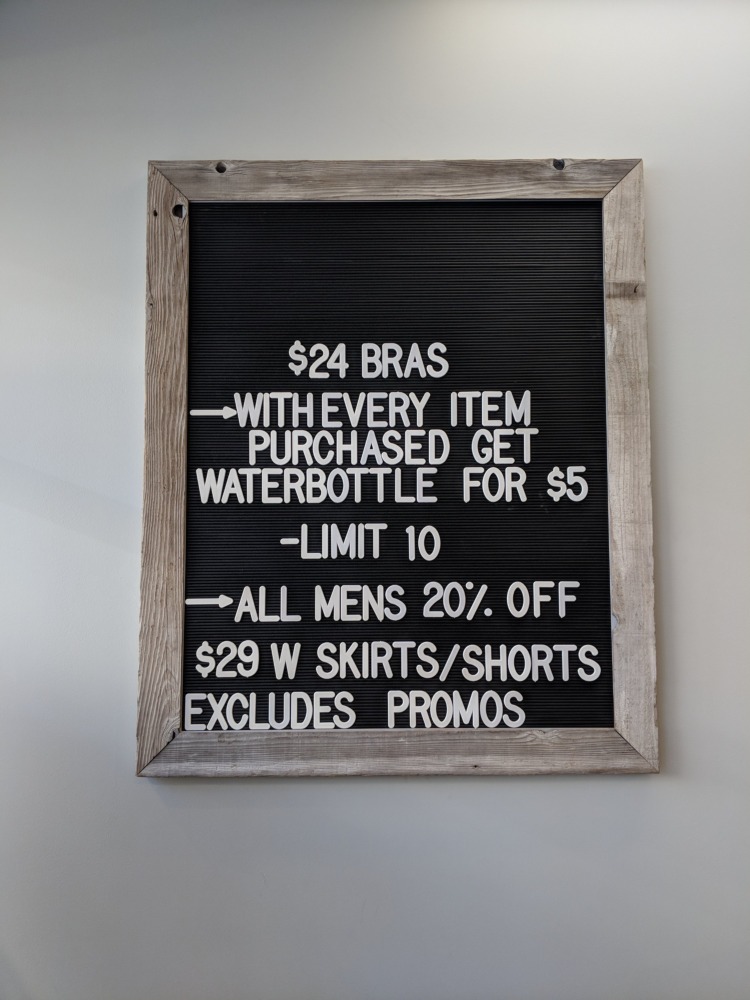 $24 BRAS
→WITH EVERY ITEM
PURCHASED GET
WATERBOTTLE FOR $5
-LIMIT 10
→ALL MENS 20% OFF
$29 W SKIRTS/SHORTS
EXCLUDES PROMOS